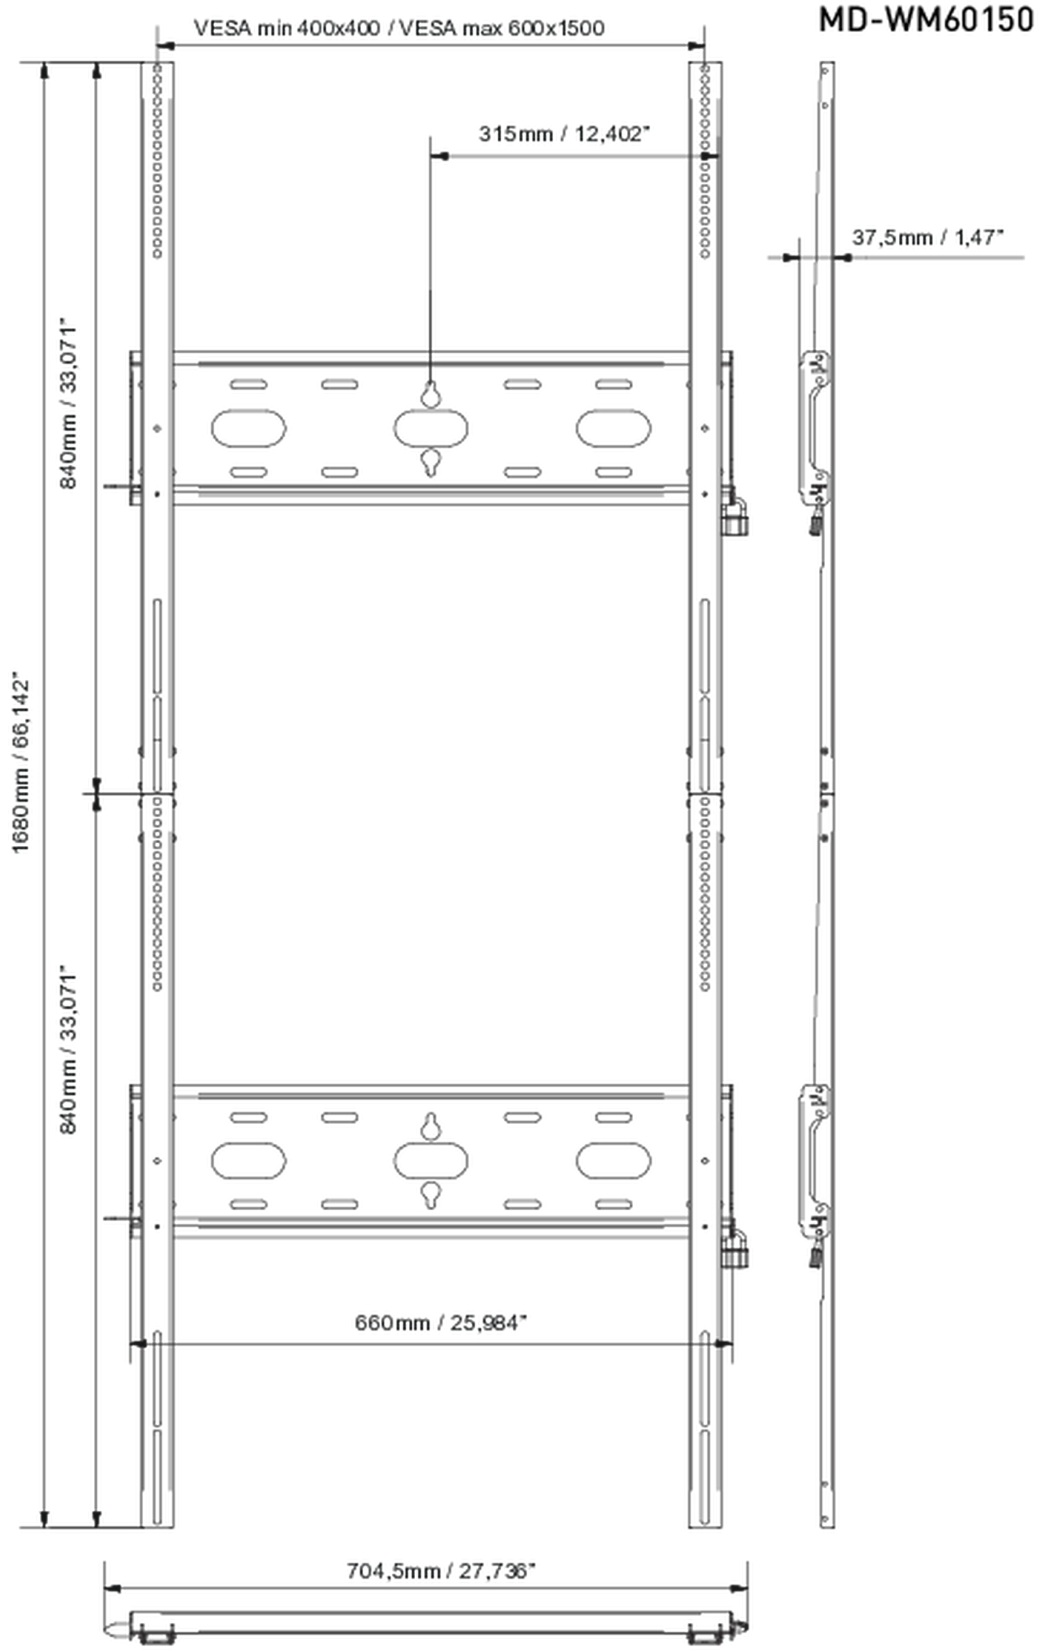 MD-WM60150
VESA min 400x400 / VESA max 600x1500
315mm / 12,402”
37,5mm / 1,47”
840mm / 33,071”
1680mm / 66,142”
840mm / 33,071”
660mm / 25,984”
704,5mm / 27,736”